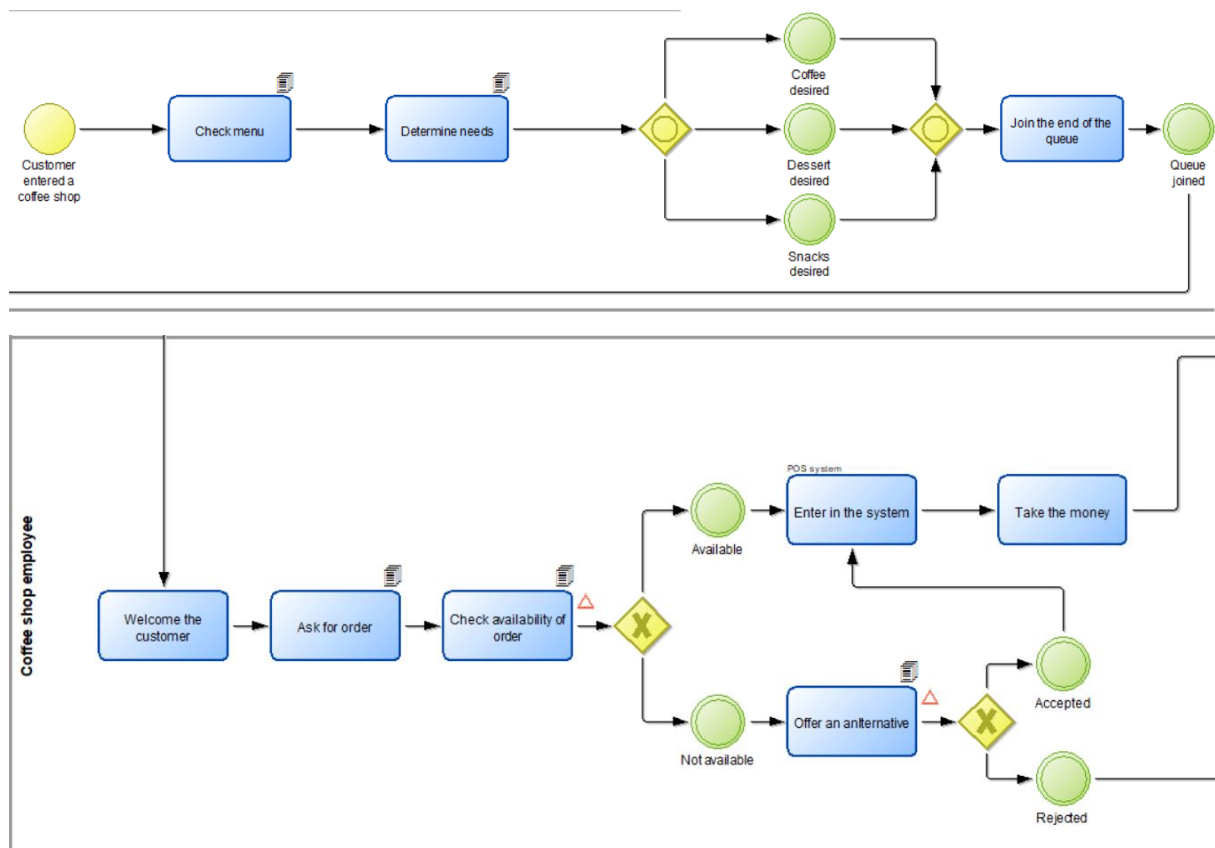 Check menu
Determine needs
Customer
entered a
coffee shop
Coffee
desired
Dessert
desired
Snacks
desired
Join the end of the
queue
Queue
joined
Coffee shop employee
Welcome the
customer
Ask for order
Check availability of
order
Available
Not available
POS system
Enter in the system
Take the money
Offer an anlternative
Accepted
Rejected